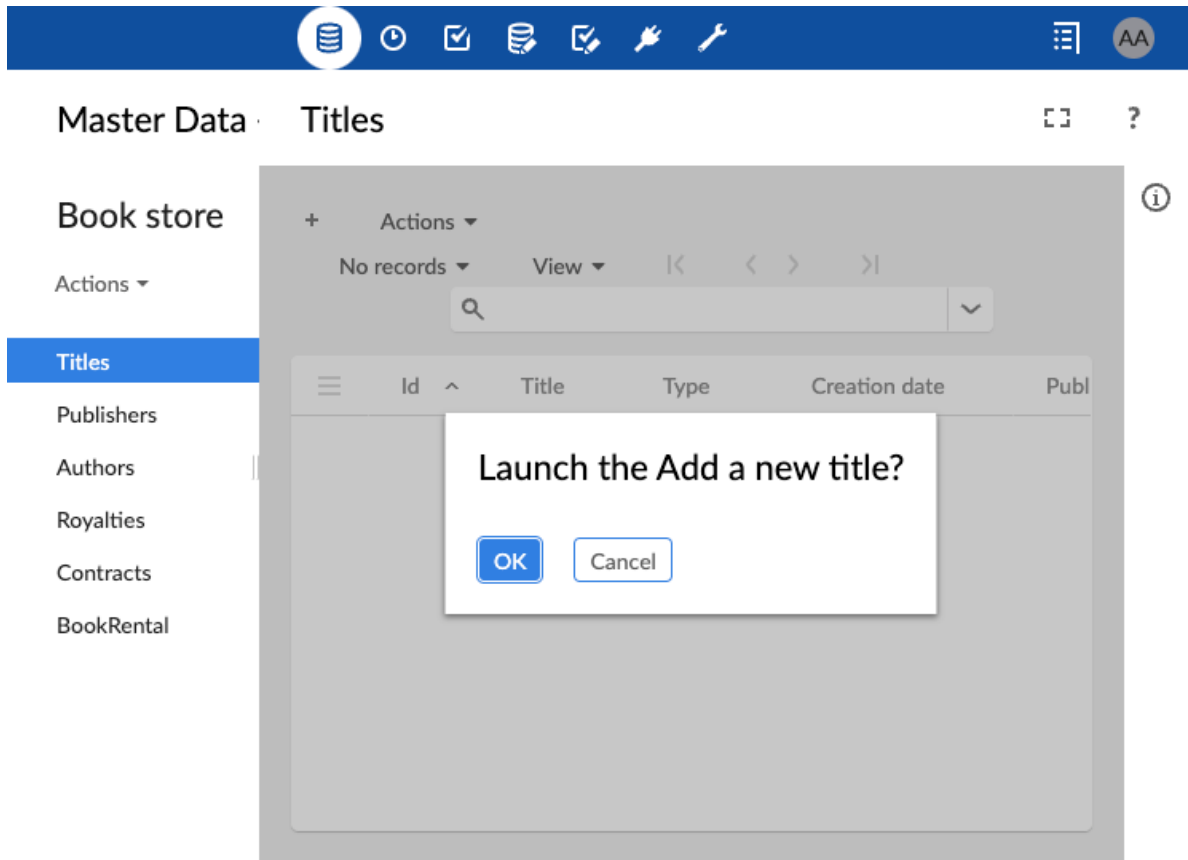 AA
Master Data
Titles
?
Book store
Actions
Titles
Publishers
Authors
Royalties
Contracts
BookRental
+ Actions
No records View
Id Title Type Creation date Publ
Launch the Add a new title?
OK Cancel